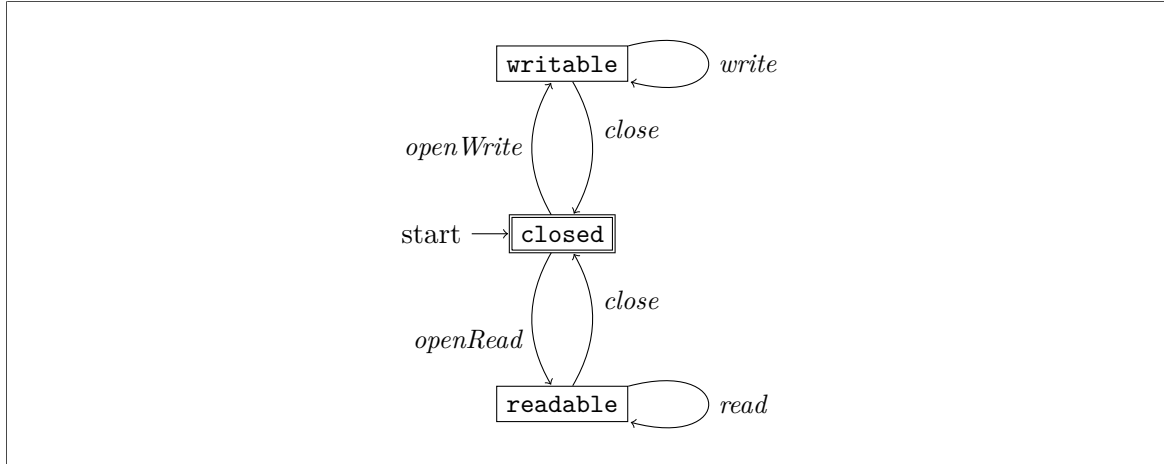 writable
write
close
openWrite
start
closed
close
openRead
readable
read